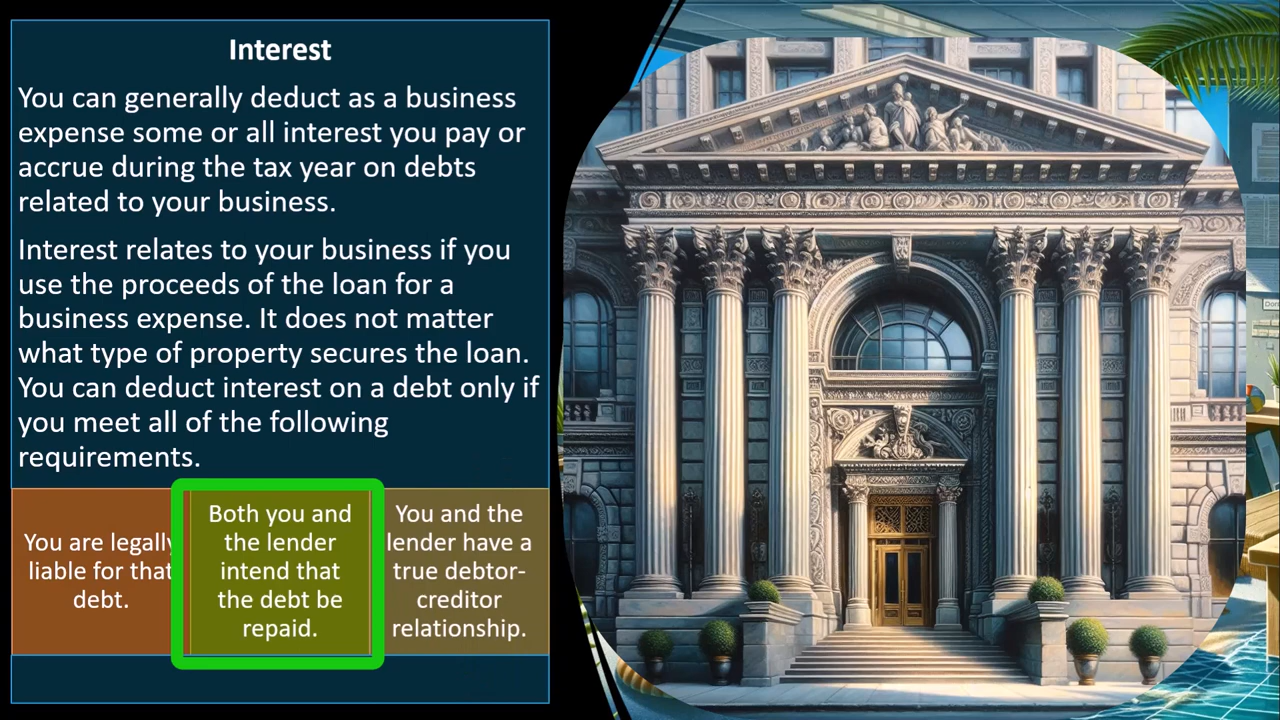 Interest
You can generally deduct as a business
expense some or all interest you pay or
accrue during the tax year on debts
related to your business.
Interest relates to your business if you
use the proceeds of the loan for a
business expense. It does not matter
what type of property secures the loan.
You can deduct interest on a debt only if
you meet all of the following
requirements.
You are legally
liable for that
debt.
Both you and
the lender
intend that
the debt be
repaid.
You and the
lender have a
true debtor-
creditor
relationship.